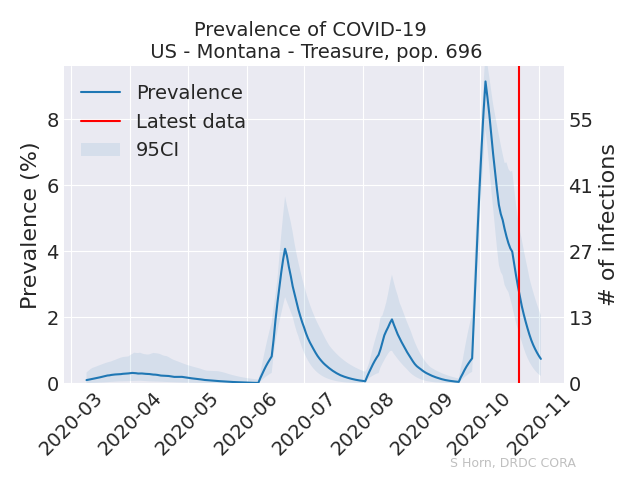 Prevalence of COVID-19
US - Montana - Treasure, pop. 696
Prevalence
Latest data
95CI
Prevalence (%)
8
6
4
2
0
55
41
27
13
0
# of infections
2020-03
2020-04
2020-05
2020-06
2020-07
2020-08
2020-09
2020-10
2020-11
S Horn, DRDC CORA